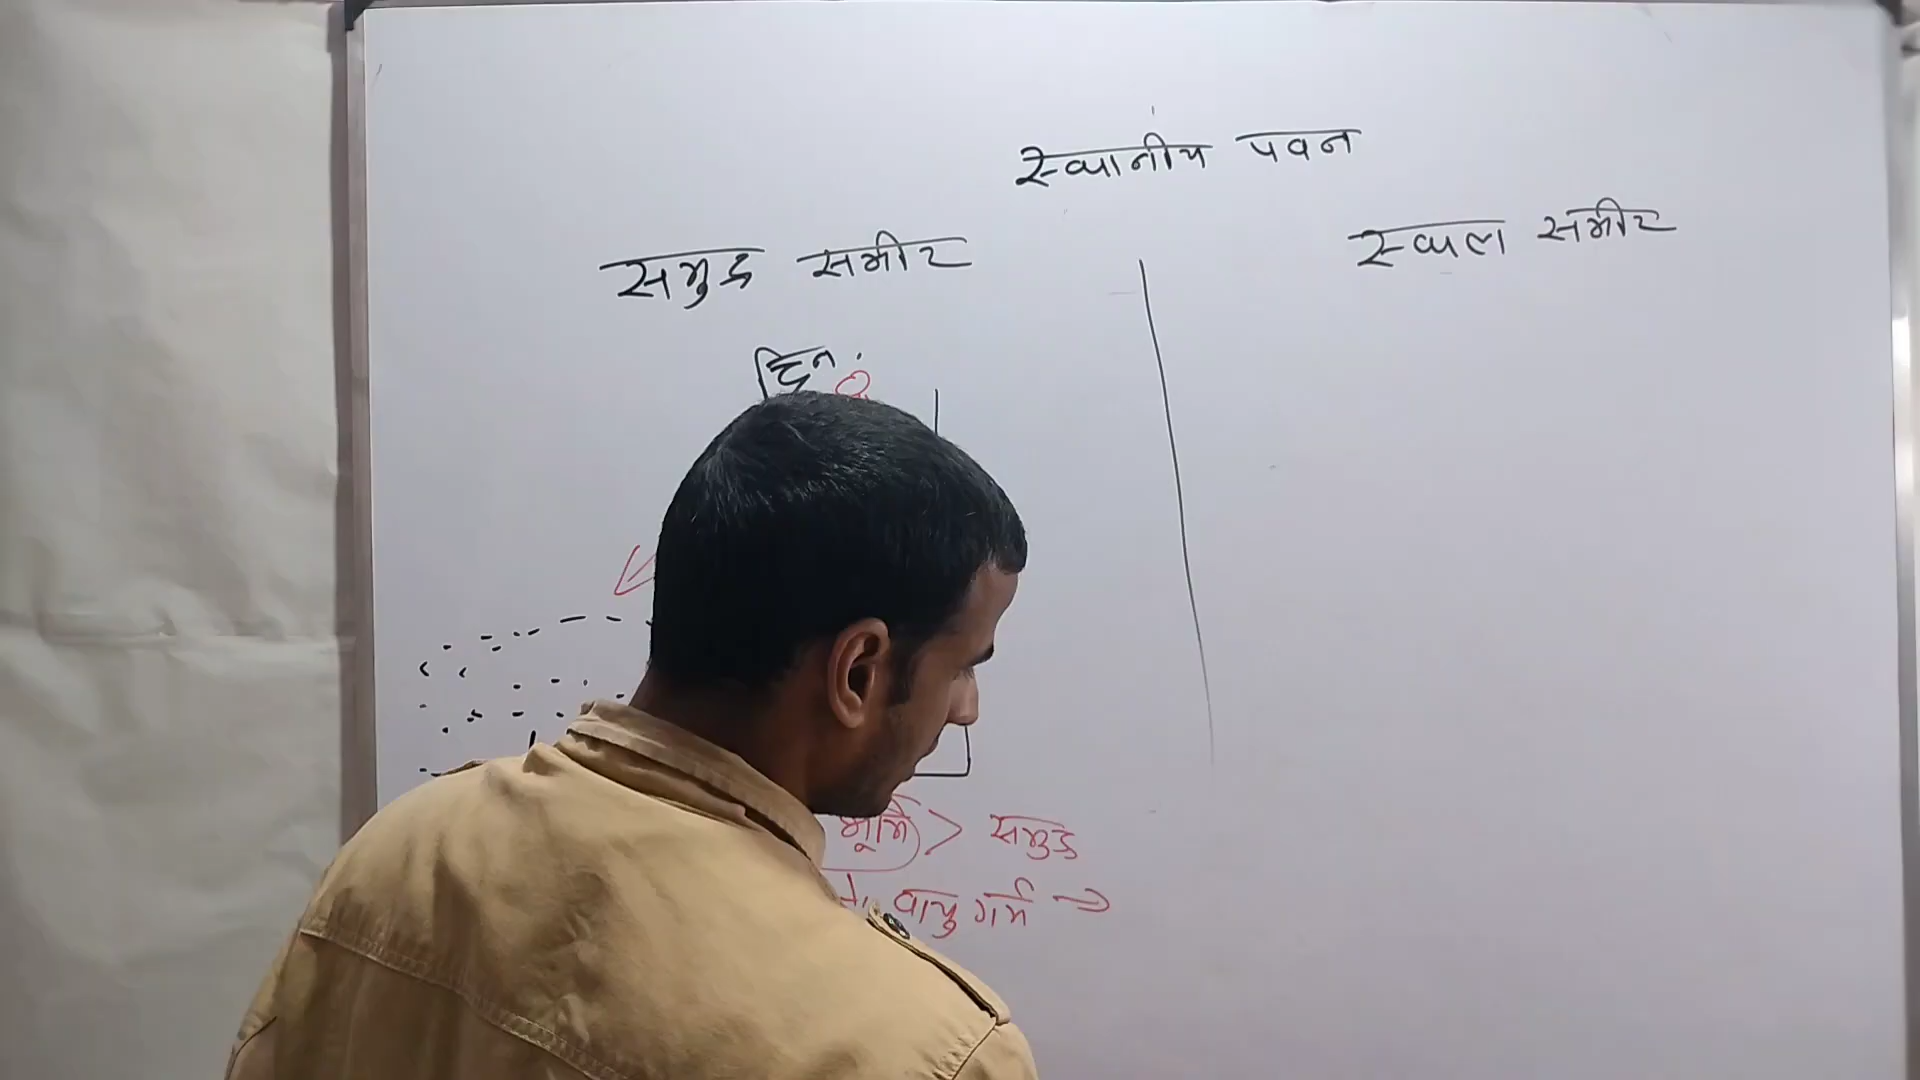 स्थानीय पवन
समुद्र समीर
स्थल समीर
दिन
भूमि > समुद्र
वायु गर्म →